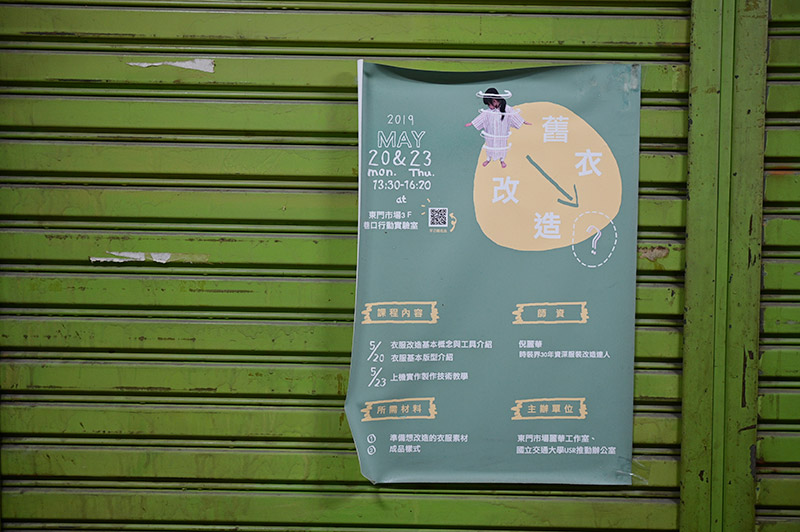 2019
MAY
20 & 23
mon. Thu.
13:30-16:20
at
東門市場3F
巷口行動實驗室
舊衣
改造
?
課程內容
5/20 衣服改造基本概念與工具介紹
衣服基本版型介紹
5/23 上機實作製作技術教學
師資
倪麗華
時裝界30年資深服裝改造達人
所需材料
① 準備想改造的衣服素材
② 成品樣式
主辦單位
東門市場麗華工作室、
國立交通大學USR推動辦公室